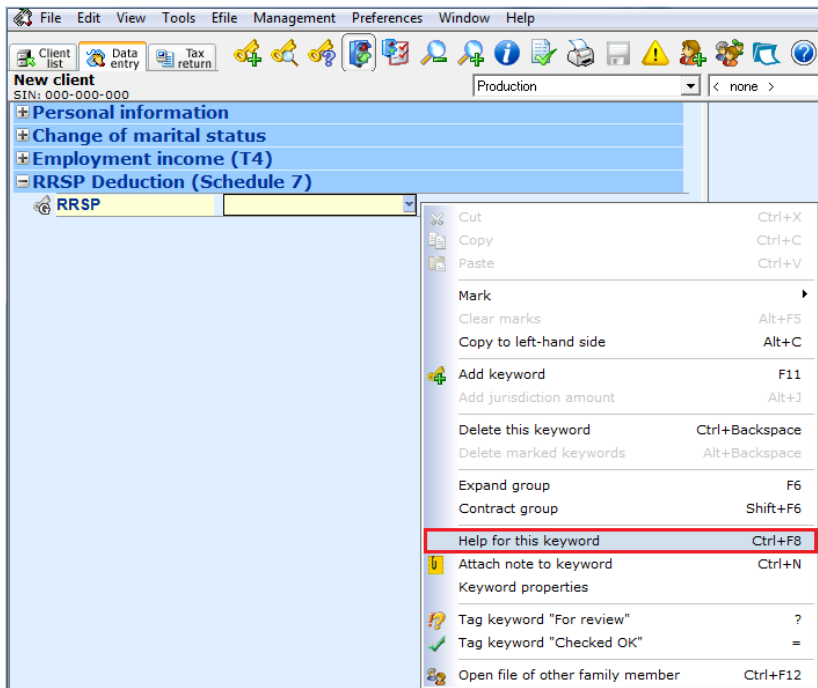 File Edit View Tools Efile Management Preferences Window Help
Client list Data entry Tax return
New client
SIN: 000-000-000
Production < none >
Personal information
Change of marital status
Employment income (T4)
RRSP Deduction (Schedule 7)
RRSP
Cut Ctrl+X
Copy Ctrl+C
Paste Ctrl+V
Mark
Clear marks Alt+F5
Copy to left-hand side Alt+C
Add keyword F11
Add jurisdiction amount Alt+J
Delete this keyword Ctrl+Backspace
Delete marked keywords Alt+Backspace
Expand group F6
Contract group Shift+F6
Help for this keyword Ctrl+F8
Attach note to keyword Ctrl+N
Keyword properties
Tag keyword "For review" ?
Tag keyword "Checked OK" =
Open file of other family member Ctrl+F12